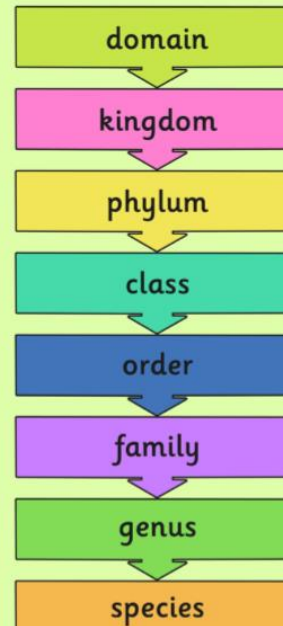 domain
kingdom
phylum
class
order
family
genus
species